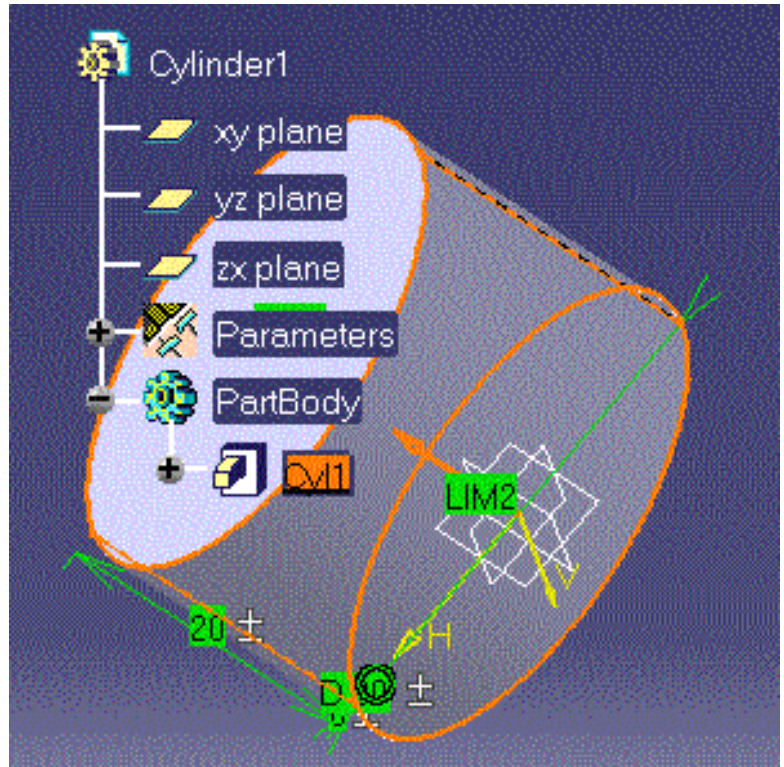 Cylinder1
xy plane
yz plane
zx plane
Parameters
PartBody
Cyl1
LIM2
V
20 ±
H
D
±